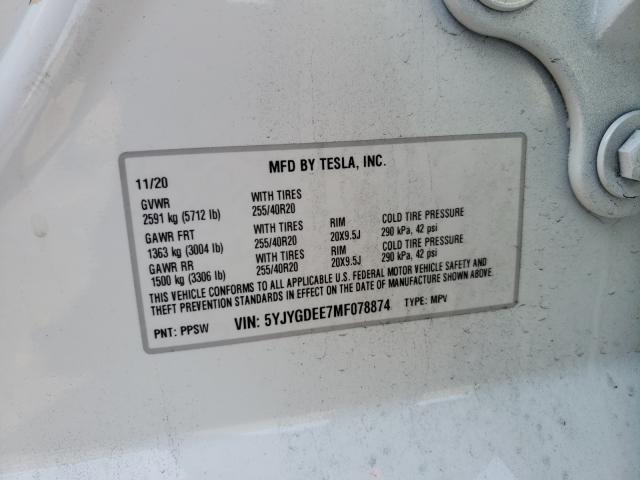 MFD BY TESLA, INC.
11/20
GVWR WITH TIRES
2591 kg (5712 lb) 255/40R20
GAWR FRT WITH TIRES RIM COLD TIRE PRESSURE
1363 kg (3004 lb) 255/40R20 20X9.5J 290 kPa, 42 psi
GAWR RR WITH TIRES RIM COLD TIRE PRESSURE
1500 kg (3306 lb) 255/40R20 20X9.5J 290 kPa, 42 psi
THIS VEHICLE CONFORMS TO ALL APPLICABLE U.S. FEDERAL MOTOR VEHICLE SAFETY AND
THEFT PREVENTION STANDARDS IN EFFECT ON THE DATE OF MANUFACTURE SHOWN ABOVE.
PNT: PPSW VIN: 5YJYGDEE7MF078874 TYPE: MPV